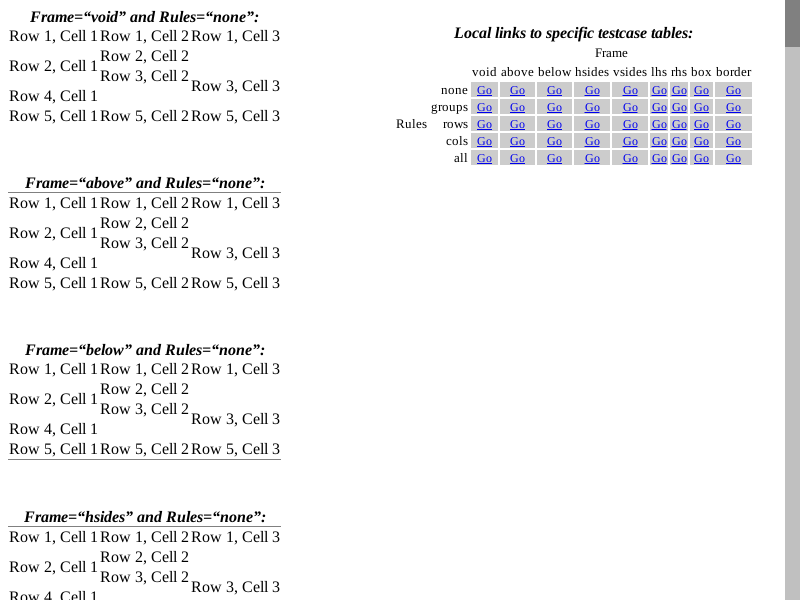 Frame=“void” and Rules=“none”:
Row 1, Cell 1 Row 1, Cell 2 Row 1, Cell 3
Row 2, Cell 2
Row 2, Cell 1
Row 3, Cell 2
Row 3, Cell 3
Row 4, Cell 1
Row 5, Cell 1 Row 5, Cell 2 Row 5, Cell 3
Frame=“above” and Rules=“none”:
Row 1, Cell 1 Row 1, Cell 2 Row 1, Cell 3
Row 2, Cell 2
Row 2, Cell 1
Row 3, Cell 2
Row 3, Cell 3
Row 4, Cell 1
Row 5, Cell 1 Row 5, Cell 2 Row 5, Cell 3
Frame=“below” and Rules=“none”:
Row 1, Cell 1 Row 1, Cell 2 Row 1, Cell 3
Row 2, Cell 2
Row 2, Cell 1
Row 3, Cell 2
Row 3, Cell 3
Row 4, Cell 1
Row 5, Cell 1 Row 5, Cell 2 Row 5, Cell 3
Frame=“hsides” and Rules=“none”:
Row 1, Cell 1 Row 1, Cell 2 Row 1, Cell 3
Row 2, Cell 2
Row 2, Cell 1
Row 3, Cell 2
Row 3, Cell 3
Row 4, Cell 1
Local links to specific testcase tables:
Frame
void above below hsides vsides lhs rhs box border
none Go Go Go Go Go Go Go Go Go
groups Go Go Go Go Go Go Go Go Go
Rules rows Go Go Go Go Go Go Go Go Go
cols Go Go Go Go Go Go Go Go Go
all Go Go Go Go Go Go Go Go Go